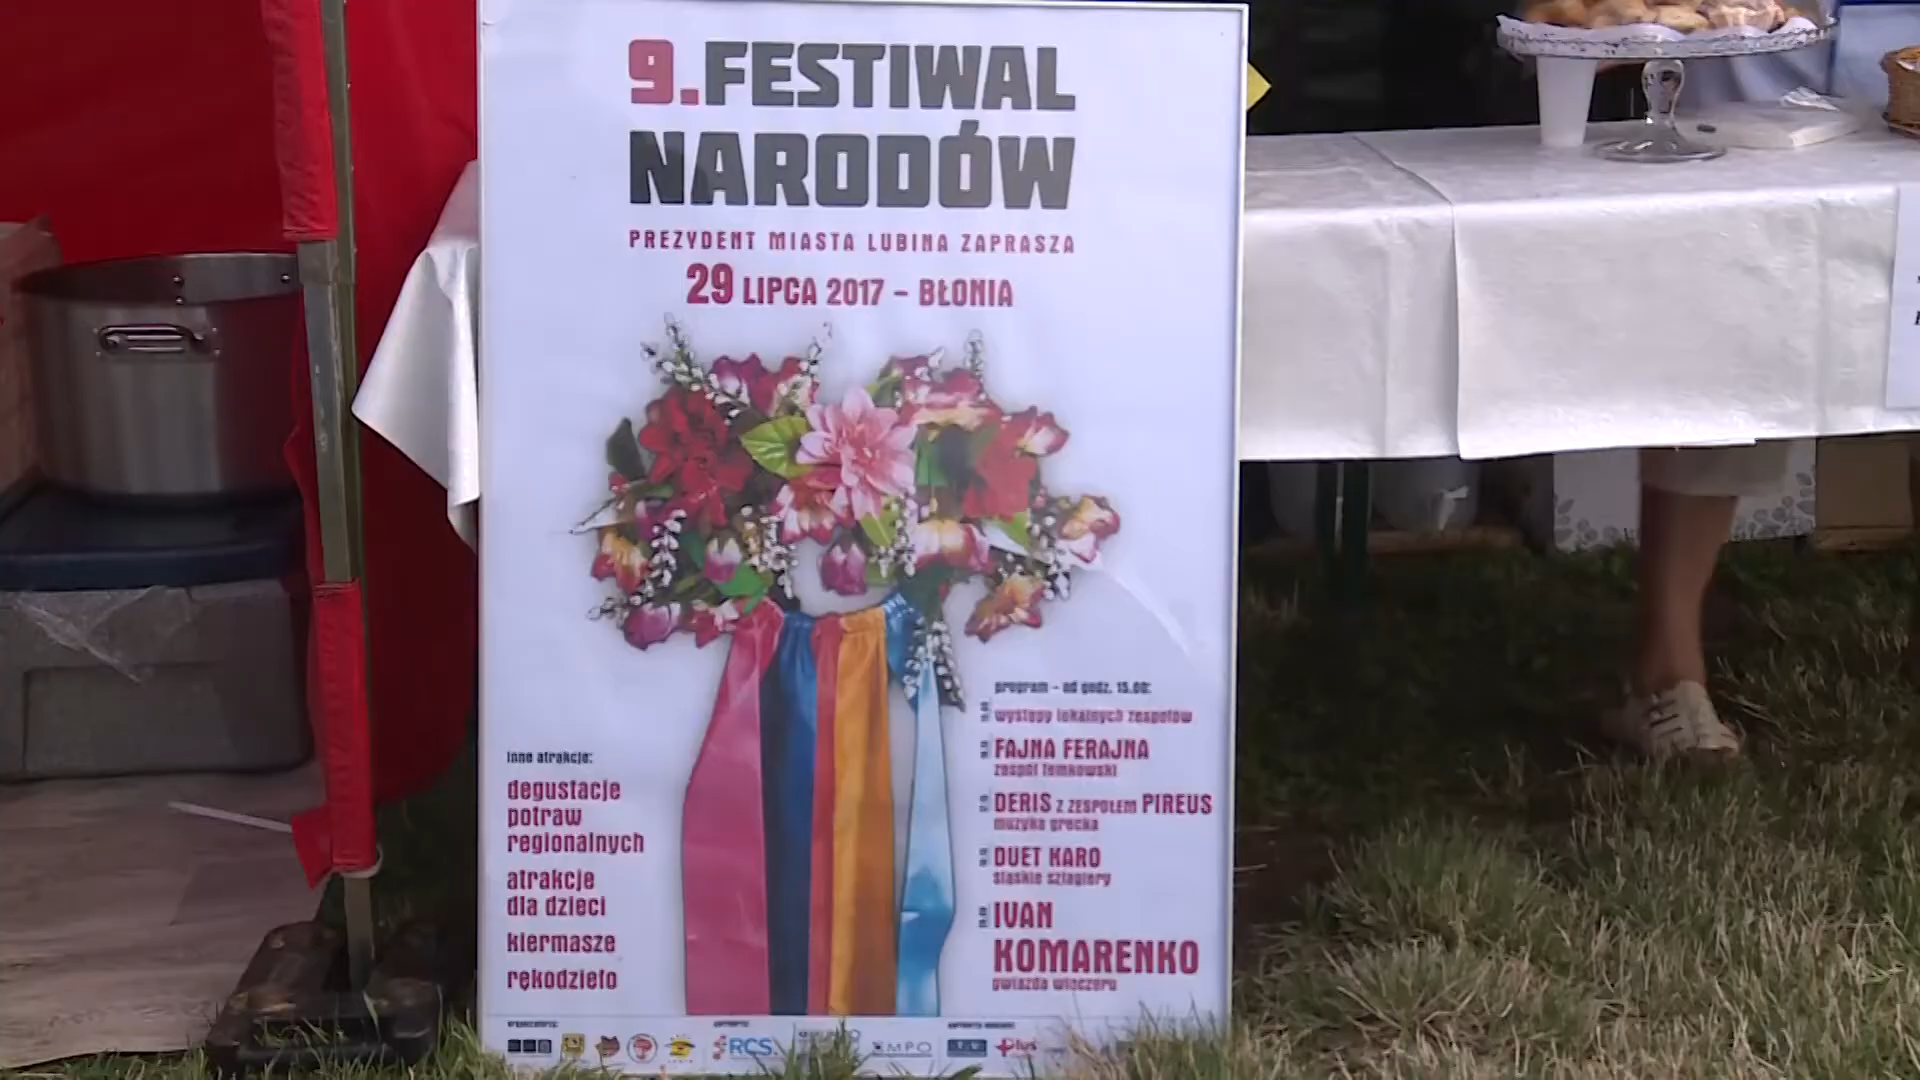 9.FESTIWAL
NARODÓW
PREZYDENT MIASTA LUBINA ZAPRASZA
29 LIPCA 2017 - BŁONIA
program - od godz. 15.00:
występy lokalnych zespołów
FAJNA FERAJNA
zespół łemkowski
DERIS Z ZESPOŁEM PIREUS
muzyka grecka
DUET KARO
śląskie szlagiery
IVAN
KOMARENKO
gwiazda wieczoru
inne atrakcje:
degustacje
potraw
regionalnych
atrakcje
dla dzieci
kiermasze
rękodzieło
RCS